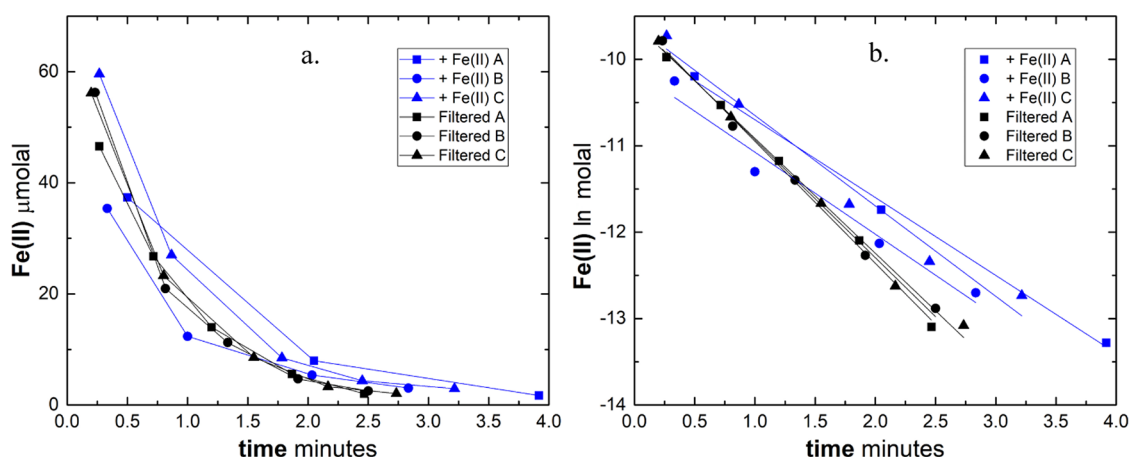 a.
+ Fe(II) A
+ Fe(II) B
+ Fe(II) C
Filtered A
Filtered B
Filtered C
Fe(II) μmolal
60
40
20
0
0.0 0.5 1.0 1.5 2.0 2.5 3.0 3.5 4.0
time minutes
b.
+ Fe(II) A
+ Fe(II) B
+ Fe(II) C
Filtered A
Filtered B
Filtered C
Fe(II) ln molal
-10
-11
-12
-13
-14
0.0 0.5 1.0 1.5 2.0 2.5 3.0 3.5 4.0
time minutes